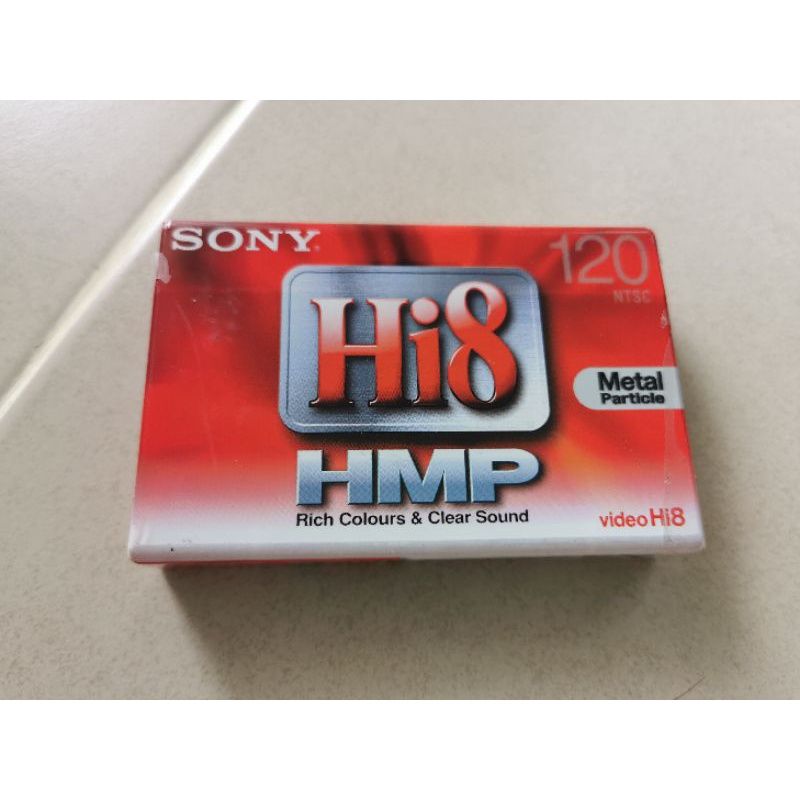 SONY
120
NTSC
Hi8
Metal
Particle
HMP
Rich Colours & Clear Sound
video Hi8